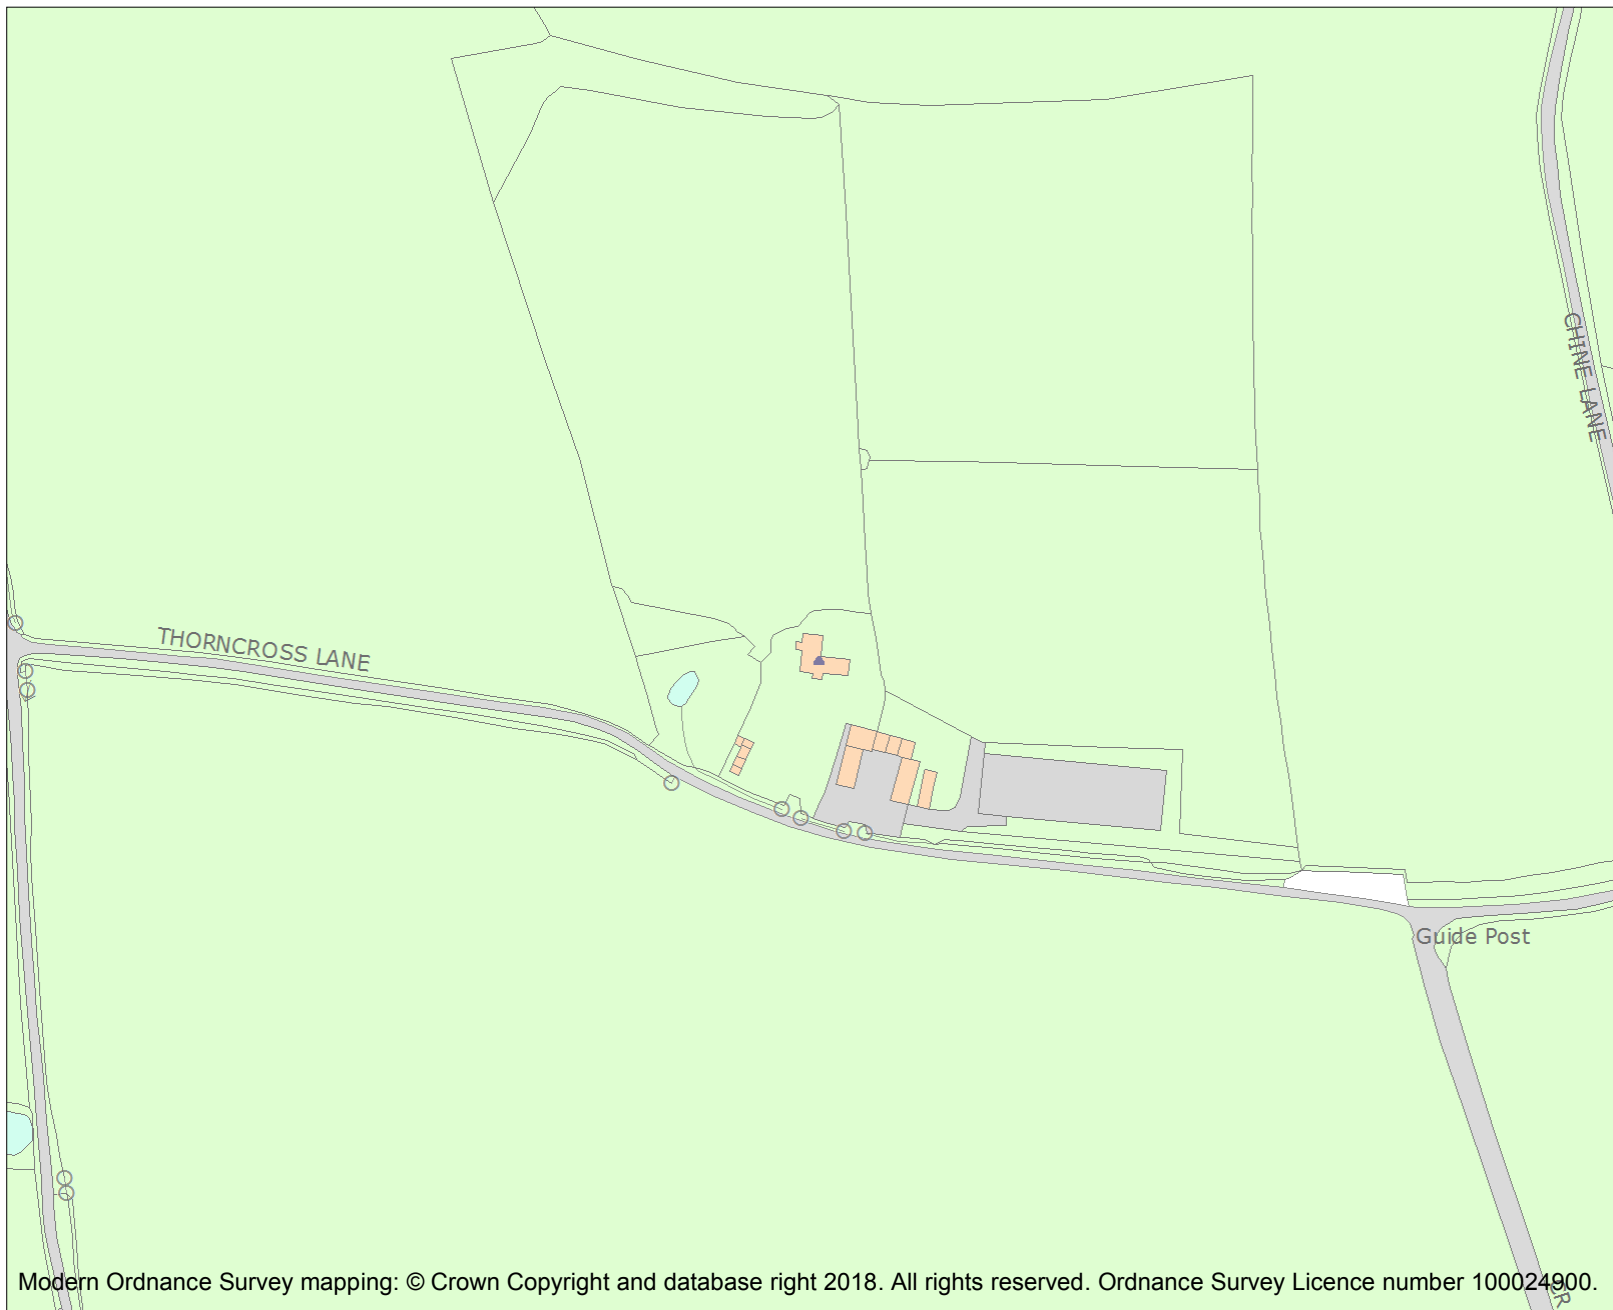 CHINE LANE
THORNCROSS LANE
Guide Post
Modern Ordnance Survey mapping: © Crown Copyright and database right 2018. All rights reserved. Ordnance Survey Licence number 100024900.